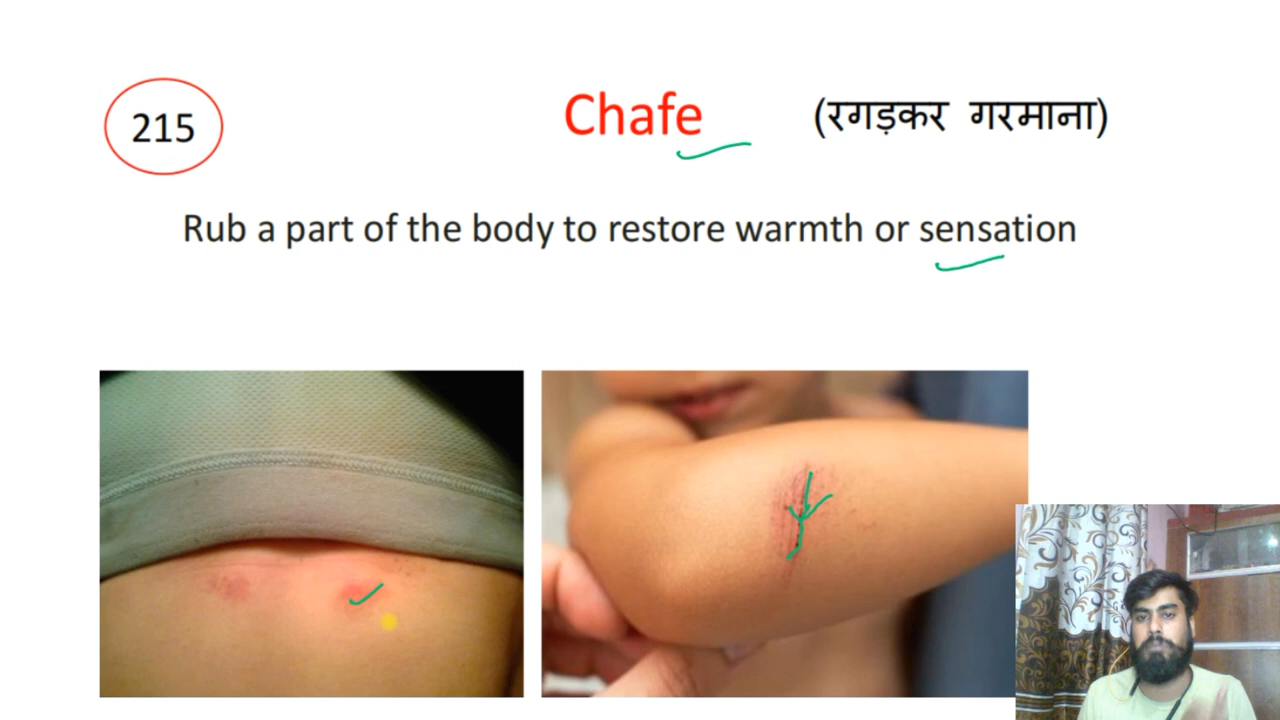 215
Chafe (रगड़कर गरमाना)
Rub a part of the body to restore warmth or sensation